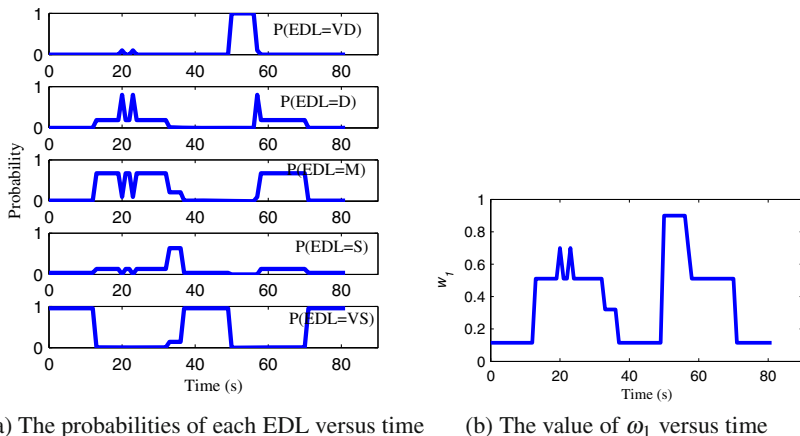 1
P(EDL=VD)
0
0 20 40 60 80
1
P(EDL=D)
0
0 20 40 60 80
1
P(EDL=M)
0
0 20 40 60 80
1
P(EDL=S)
0
0 20 40 60 80
1
P(EDL=VS)
0
0 20 40 60 80
Probability
Time (s)
1
0.8
0.6
0.4
0.2
0
w1
0 20 40 60 80
Time (s)
a) The probabilities of each EDL versus time
(b) The value of ω1 versus time